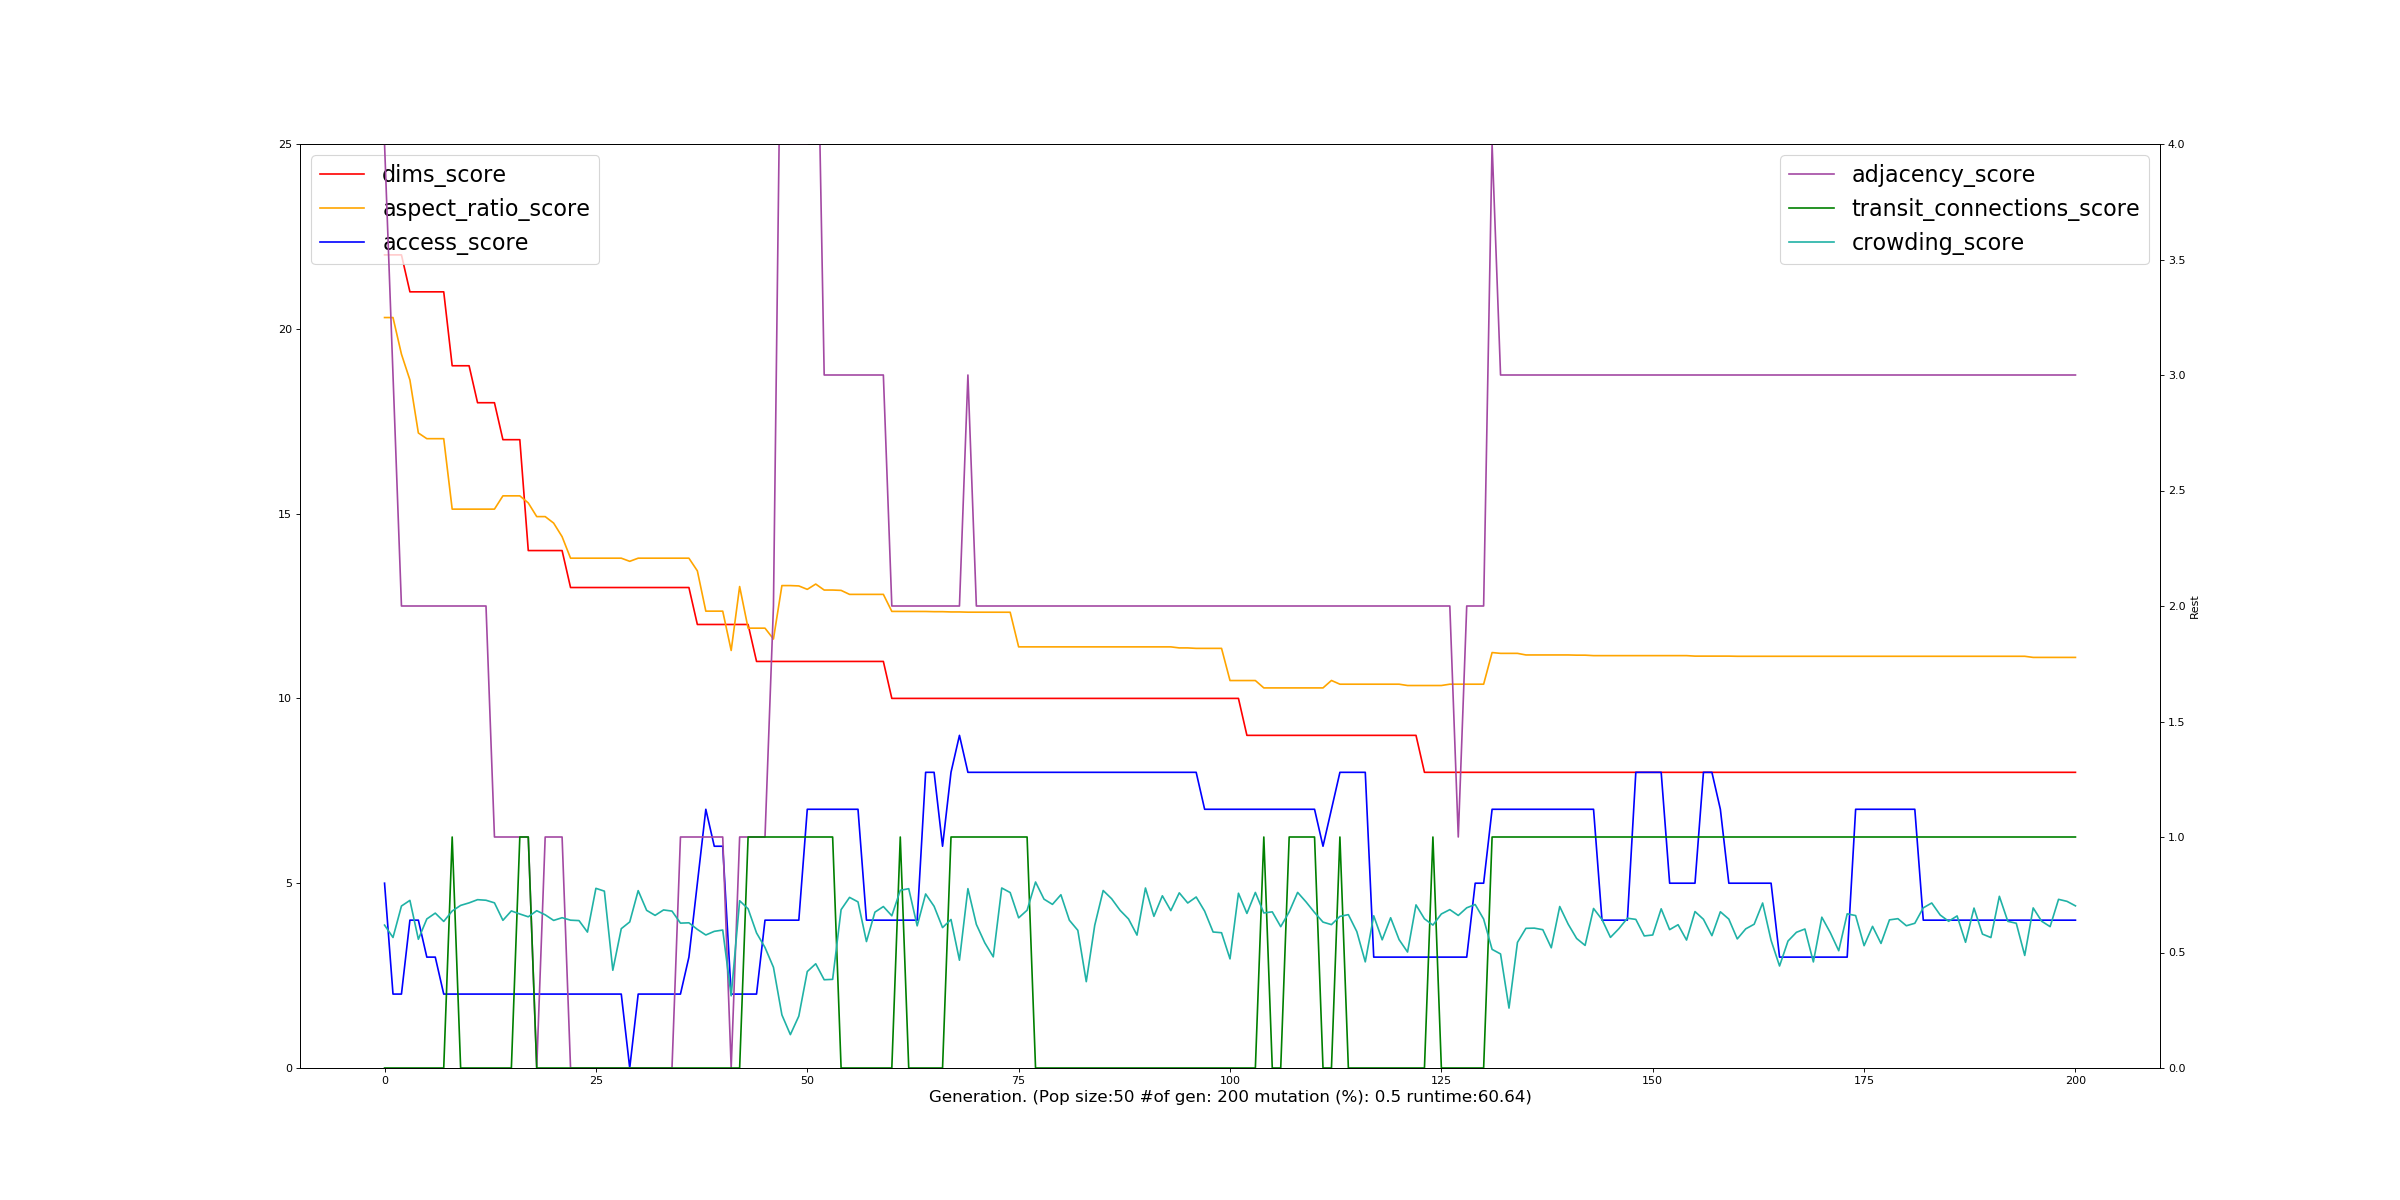 25
20
15
10
5
0
dims_score
aspect_ratio_score
access_score
adjacency_score
transit_connections_score
crowding_score
4.0
3.5
3.0
2.5
2.0
1.5
1.0
0.5
0.0
Rest
0 25 50 75 100 125 150 175 200
Generation. (Pop size:50 #of gen: 200 mutation (%): 0.5 runtime:60.64)